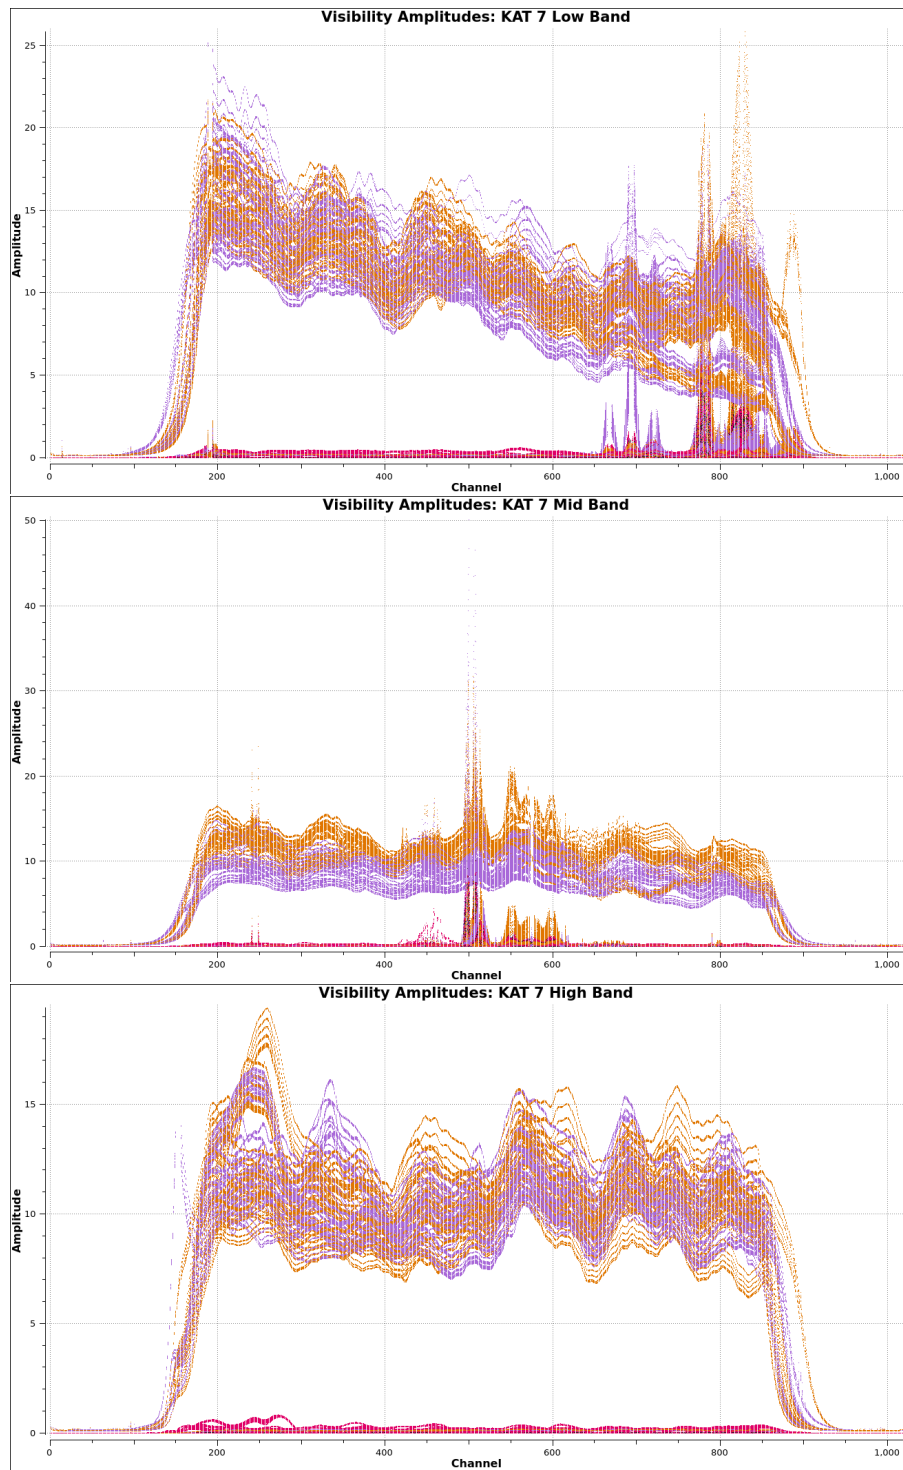 Visibility Amplitudes: KAT 7 Low Band
25
20
15
10
5
0
Amplitude
0 200 400 600 800 1,000
Channel
Visibility Amplitudes: KAT 7 Mid Band
50
40
30
20
10
0
Amplitude
0 200 400 600 800 1,000
Channel
Visibility Amplitudes: KAT 7 High Band
15
10
5
0
Amplitude
0 200 400 600 800 1,000
Channel